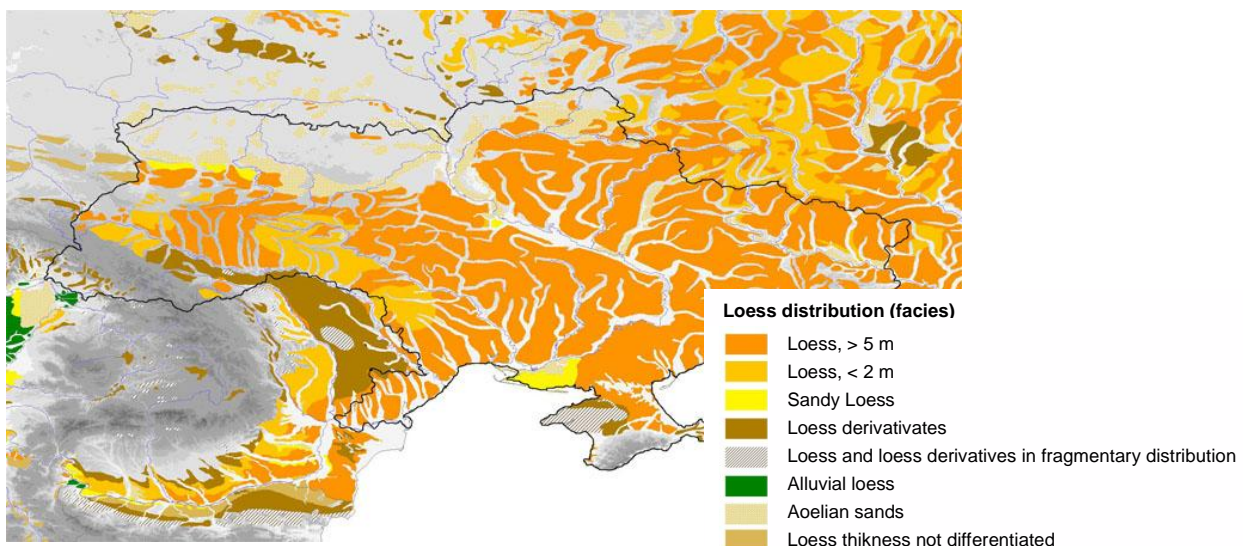 Loess distribution (facies)
Loess, > 5 m
Loess, < 2 m
Sandy Loess
Loess derivativates
Loess and loess derivatives in fragmentary distribution
Alluvial loess
Aoelian sands
Loess thikness not differentiated